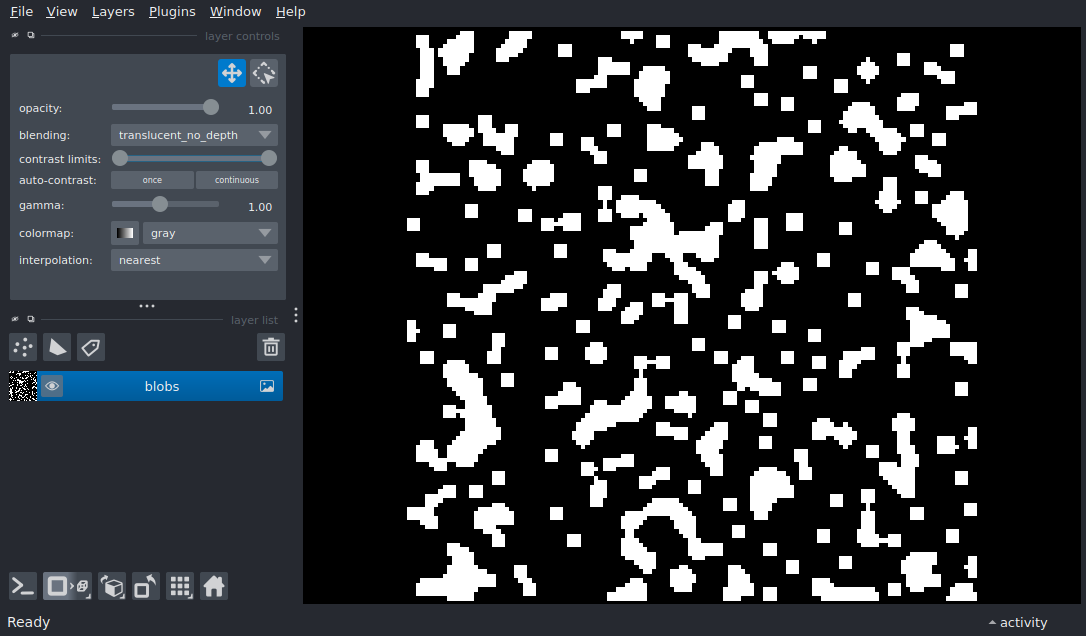 File View Layers Plugins Window Help
layer controls
opacity: 1.00
blending: translucent_no_depth
contrast limits:
auto-contrast: once continuous
gamma: 1.00
colormap: gray
interpolation: nearest
layer list
blobs
Ready
activity